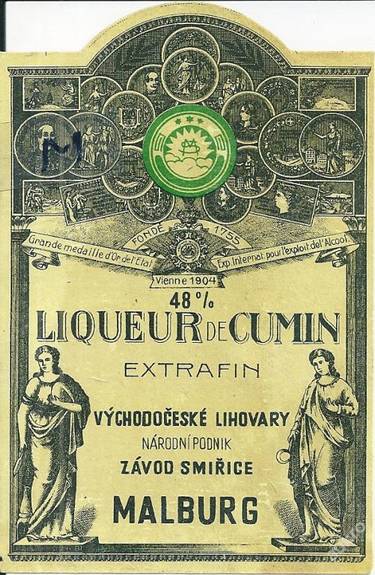 FONDÉ 1755
Grande medaille d'Or de l'Etat
Exp. Internat. pour l'exploit. de l'Alcool
Vienne 1904
48%
LIQUEUR DE CUMIN
EXTRAFIN
VÝCHODOČESKÉ LIHOVARY
NÁRODNÍ PODNIK
ZÁVOD SMIŘICE
MALBURG